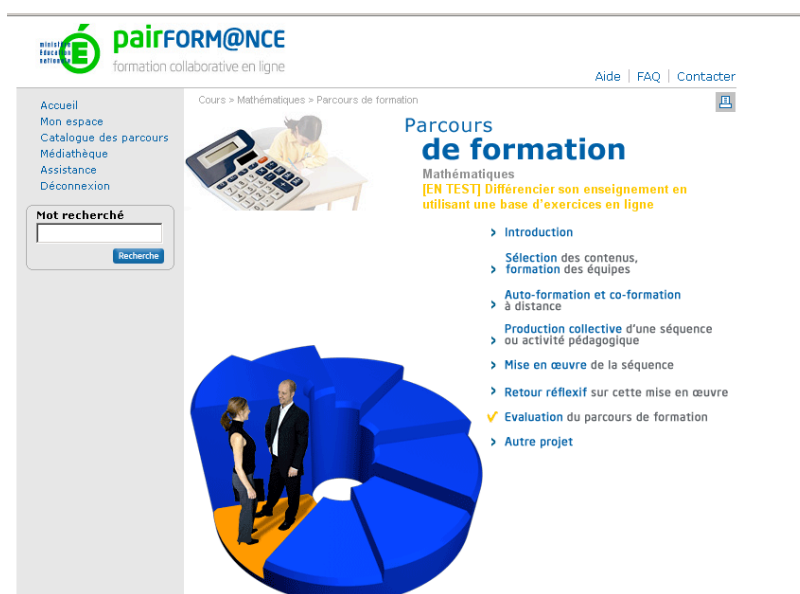 ministère
éducation
nationale
pairFORM@NCE
formation collaborative en ligne
Aide | FAQ | Contacter
Accueil
Mon espace
Catalogue des parcours
Médiathèque
Assistance
Déconnexion
Mot recherché
Recherche
Cours » Mathématiques » Parcours de formation
Parcours
de formation
Mathématiques
[EN TEST] Différencier son enseignement en
utilisant une base d'exercices en ligne
Introduction
Sélection des contenus,
formation des équipes
Auto-formation et co-formation
à distance
Production collective d'une séquence
ou activité pédagogique
Mise en œuvre de la séquence
Retour réflexif sur cette mise en œuvre
Evaluation du parcours de formation
Autre projet